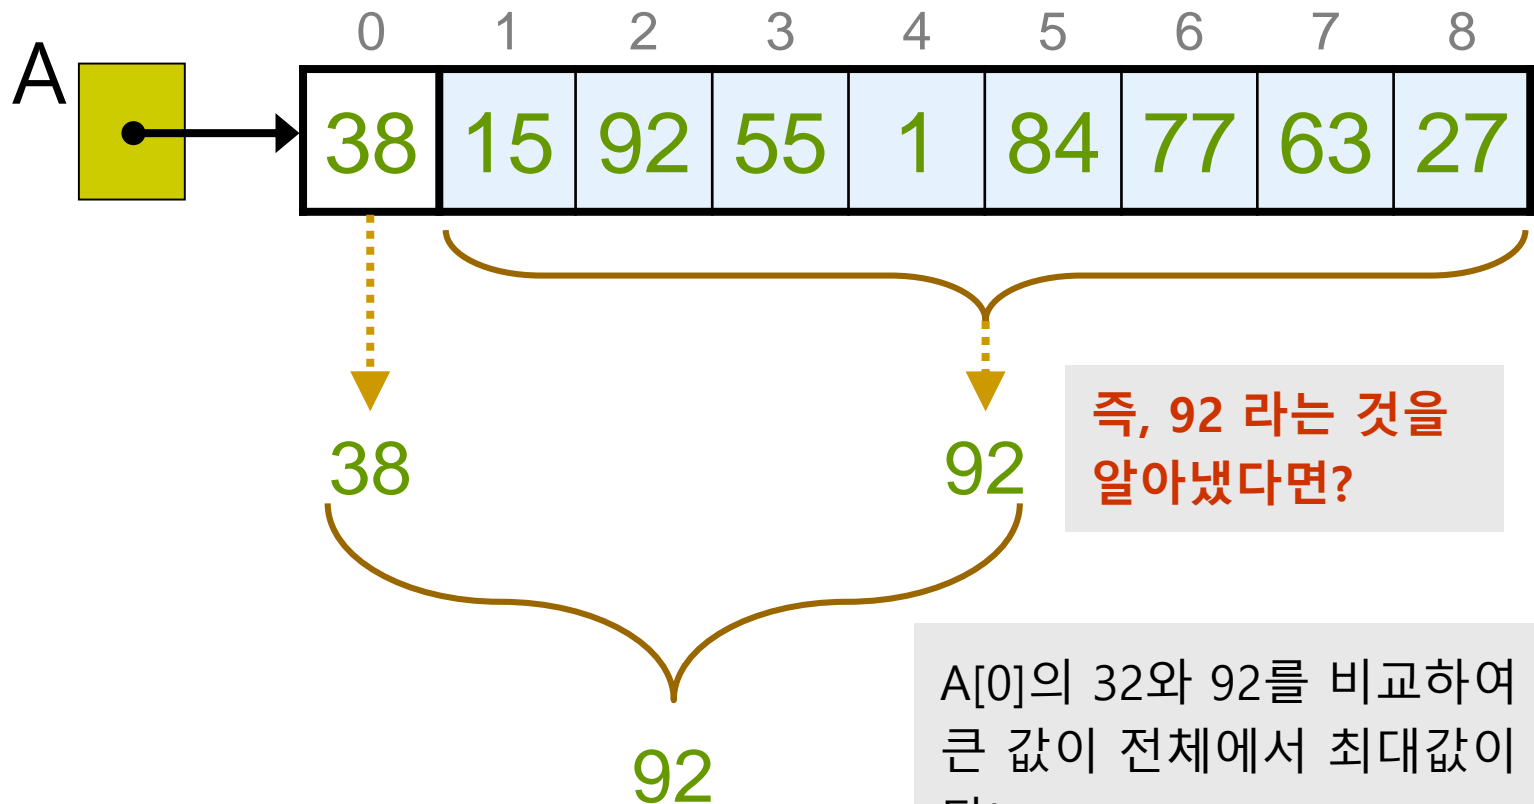 0 1 2 3 4 5 6 7 8
A
38 15 92 55 1 84 77 63 27
38 92
즉, 92 라는 것을
알아냈다면?
A[0]의 32와 92를 비교하여
큰 값이 전체에서 최대값이
92